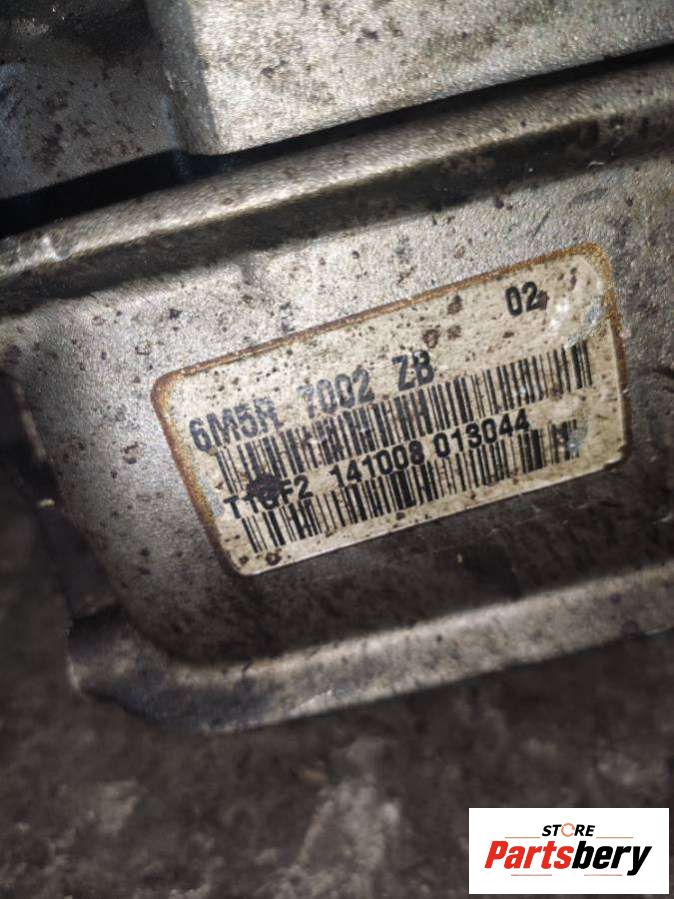 02
6M5R 7002 ZB
141008 013044
STORE
Partsbery